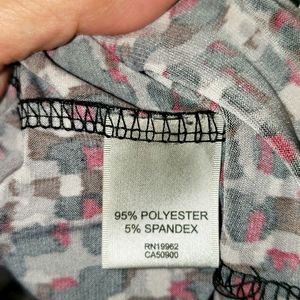 95% POLYESTER
5% SPANDEX
RN19962
CA50900